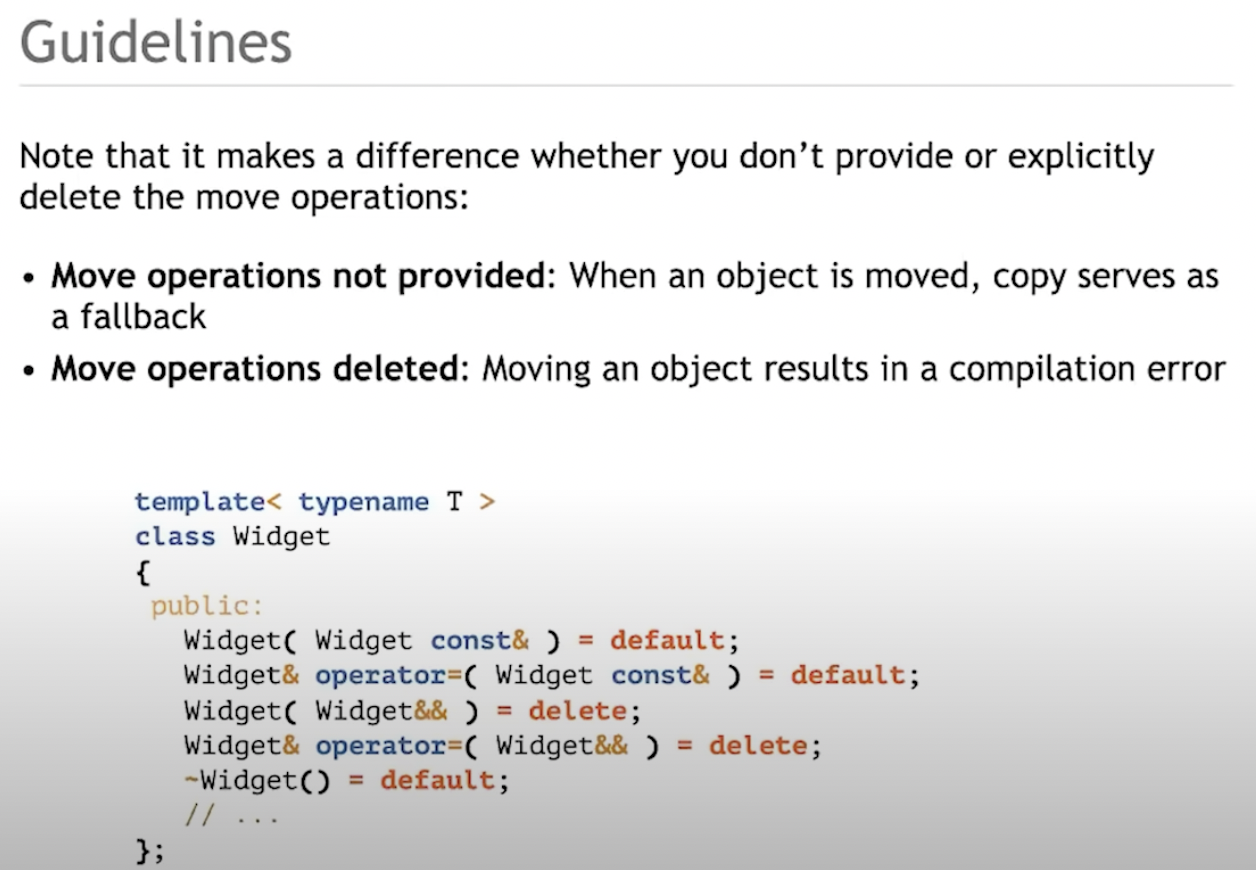 Guidelines
Note that it makes a difference whether you don’t provide or explicitly
delete the move operations:
• Move operations not provided: When an object is moved, copy serves as
a fallback
• Move operations deleted: Moving an object results in a compilation error
template< typename T >
class Widget
{
public:
Widget( Widget const& ) = default;
Widget& operator=( Widget const& ) = default;
Widget( Widget&& ) = delete;
Widget& operator=( Widget&& ) = delete;
~Widget() = default;
// ...
};